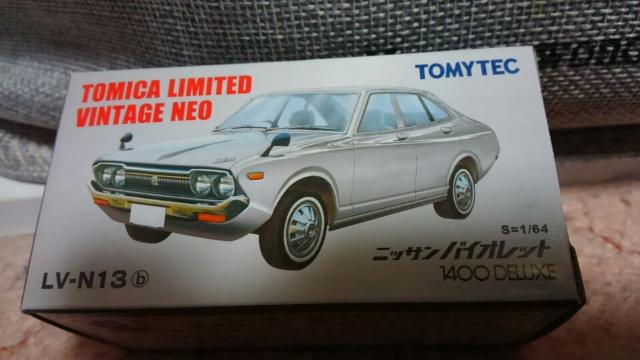 TOMICA LIMITED
VINTAGE NEO
TOMYTEC
S=1/64
ニッサン バイオレット
1400 DELUXE
LV-N13 ⓑ